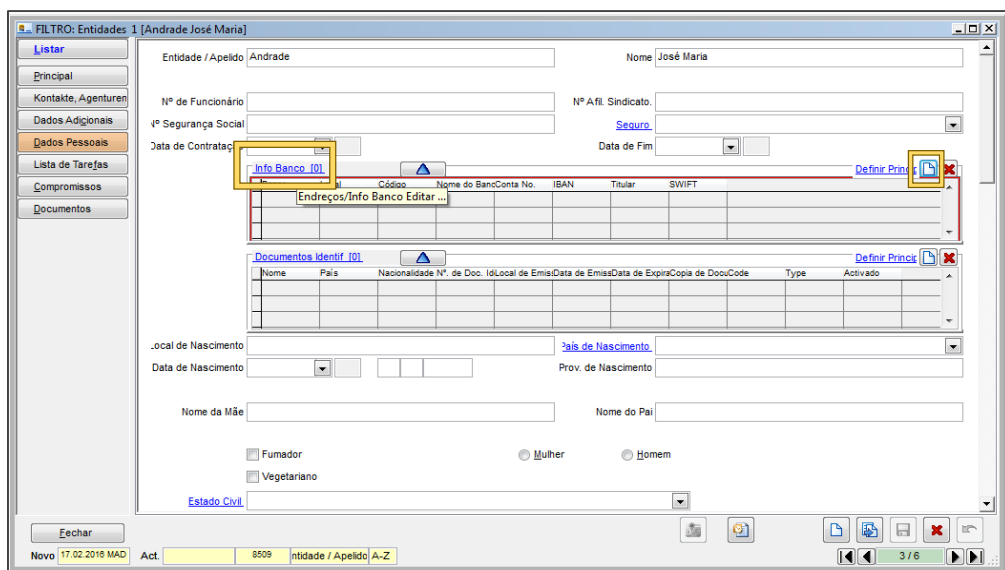 FILTRO: Entidades 1 [Andrade José Maria]
Listar
Entidade / Apelido Andrade Nome José Maria
Principal
Kontakte, Agenturen Nº de Funcionário Nº Afil. Sindicato.
Dados Adicionais Nº Segurança Social Seguro
Dados Pessoais Data de Contrataçã Data de Fim
Lista de Tarefas Info Banco [0] Definir Princip
Compromissos Código Nome do Banc Conta No. IBAN Titular SWIFT
Endreços/Info Banco Editar ...
Documentos
Documentos Identif [0] Definir Princip
Nome País Nacionalidade Nº. de Doc. Id Local de Emis Data de Emiss Data de Expira Copia de Docu Code Type Activado
Local de Nascimento País de Nascimento
Data de Nascimento Prov. de Nascimento
Nome da Mãe Nome do Pai
Fumador Mulher Homem
Vegetariano
Estado Civil
Fechar
Novo 17.02.2016 MAD Act. 8509 ntidade / Apelido A-Z 3 / 6